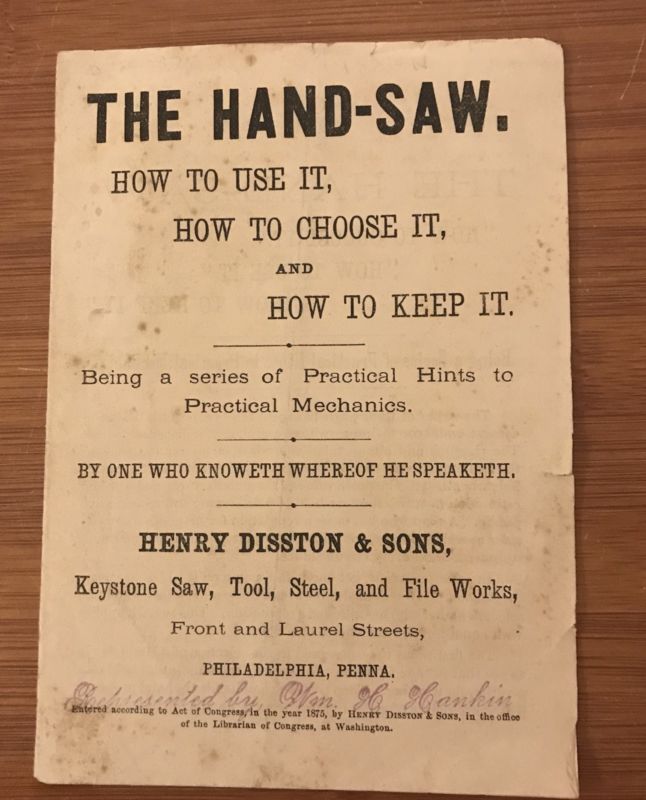 THE HAND-SAW.
HOW TO USE IT,
HOW TO CHOOSE IT,
AND
HOW TO KEEP IT.
Being a series of Practical Hints to
Practical Mechanics.
BY ONE WHO KNOWETH WHEREOF HE SPEAKETH.
HENRY DISSTON & SONS,
Keystone Saw, Tool, Steel, and File Works,
Front and Laurel Streets,
PHILADELPHIA, PENNA.
Represented by Wm. H. Hankin
Entered according to Act of Congress, in the year 1875, by HENRY DISSTON & SONS, in the office
of the Librarian of Congress, at Washington.